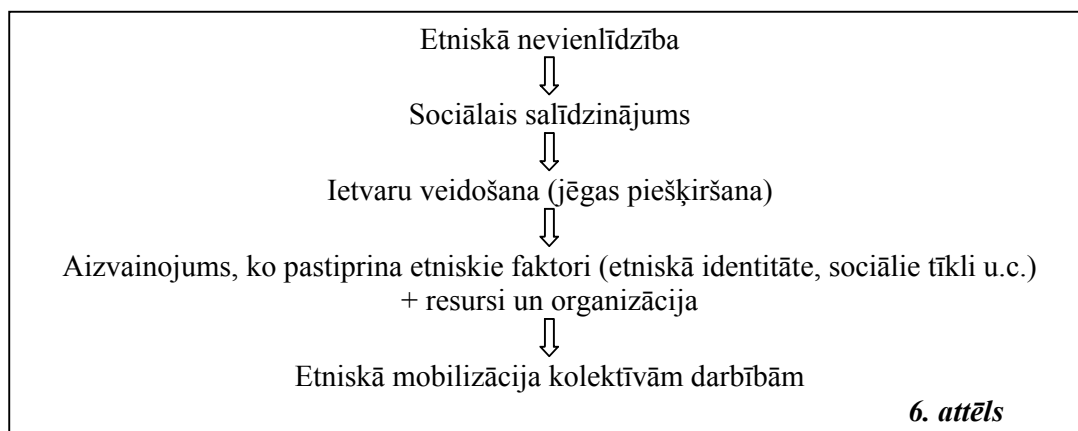 Etniskā nevienlīdzība
Sociālais salīdzinājums
Ietvaru veidošana (jēgas piešķiršana)
Aizvainojums, ko pastiprina etniskie faktori (etniskā identitāte, sociālie tīkli u.c.)
+ resursi un organizācija
Etniskā mobilizācija kolektīvām darbībām
6. attēls